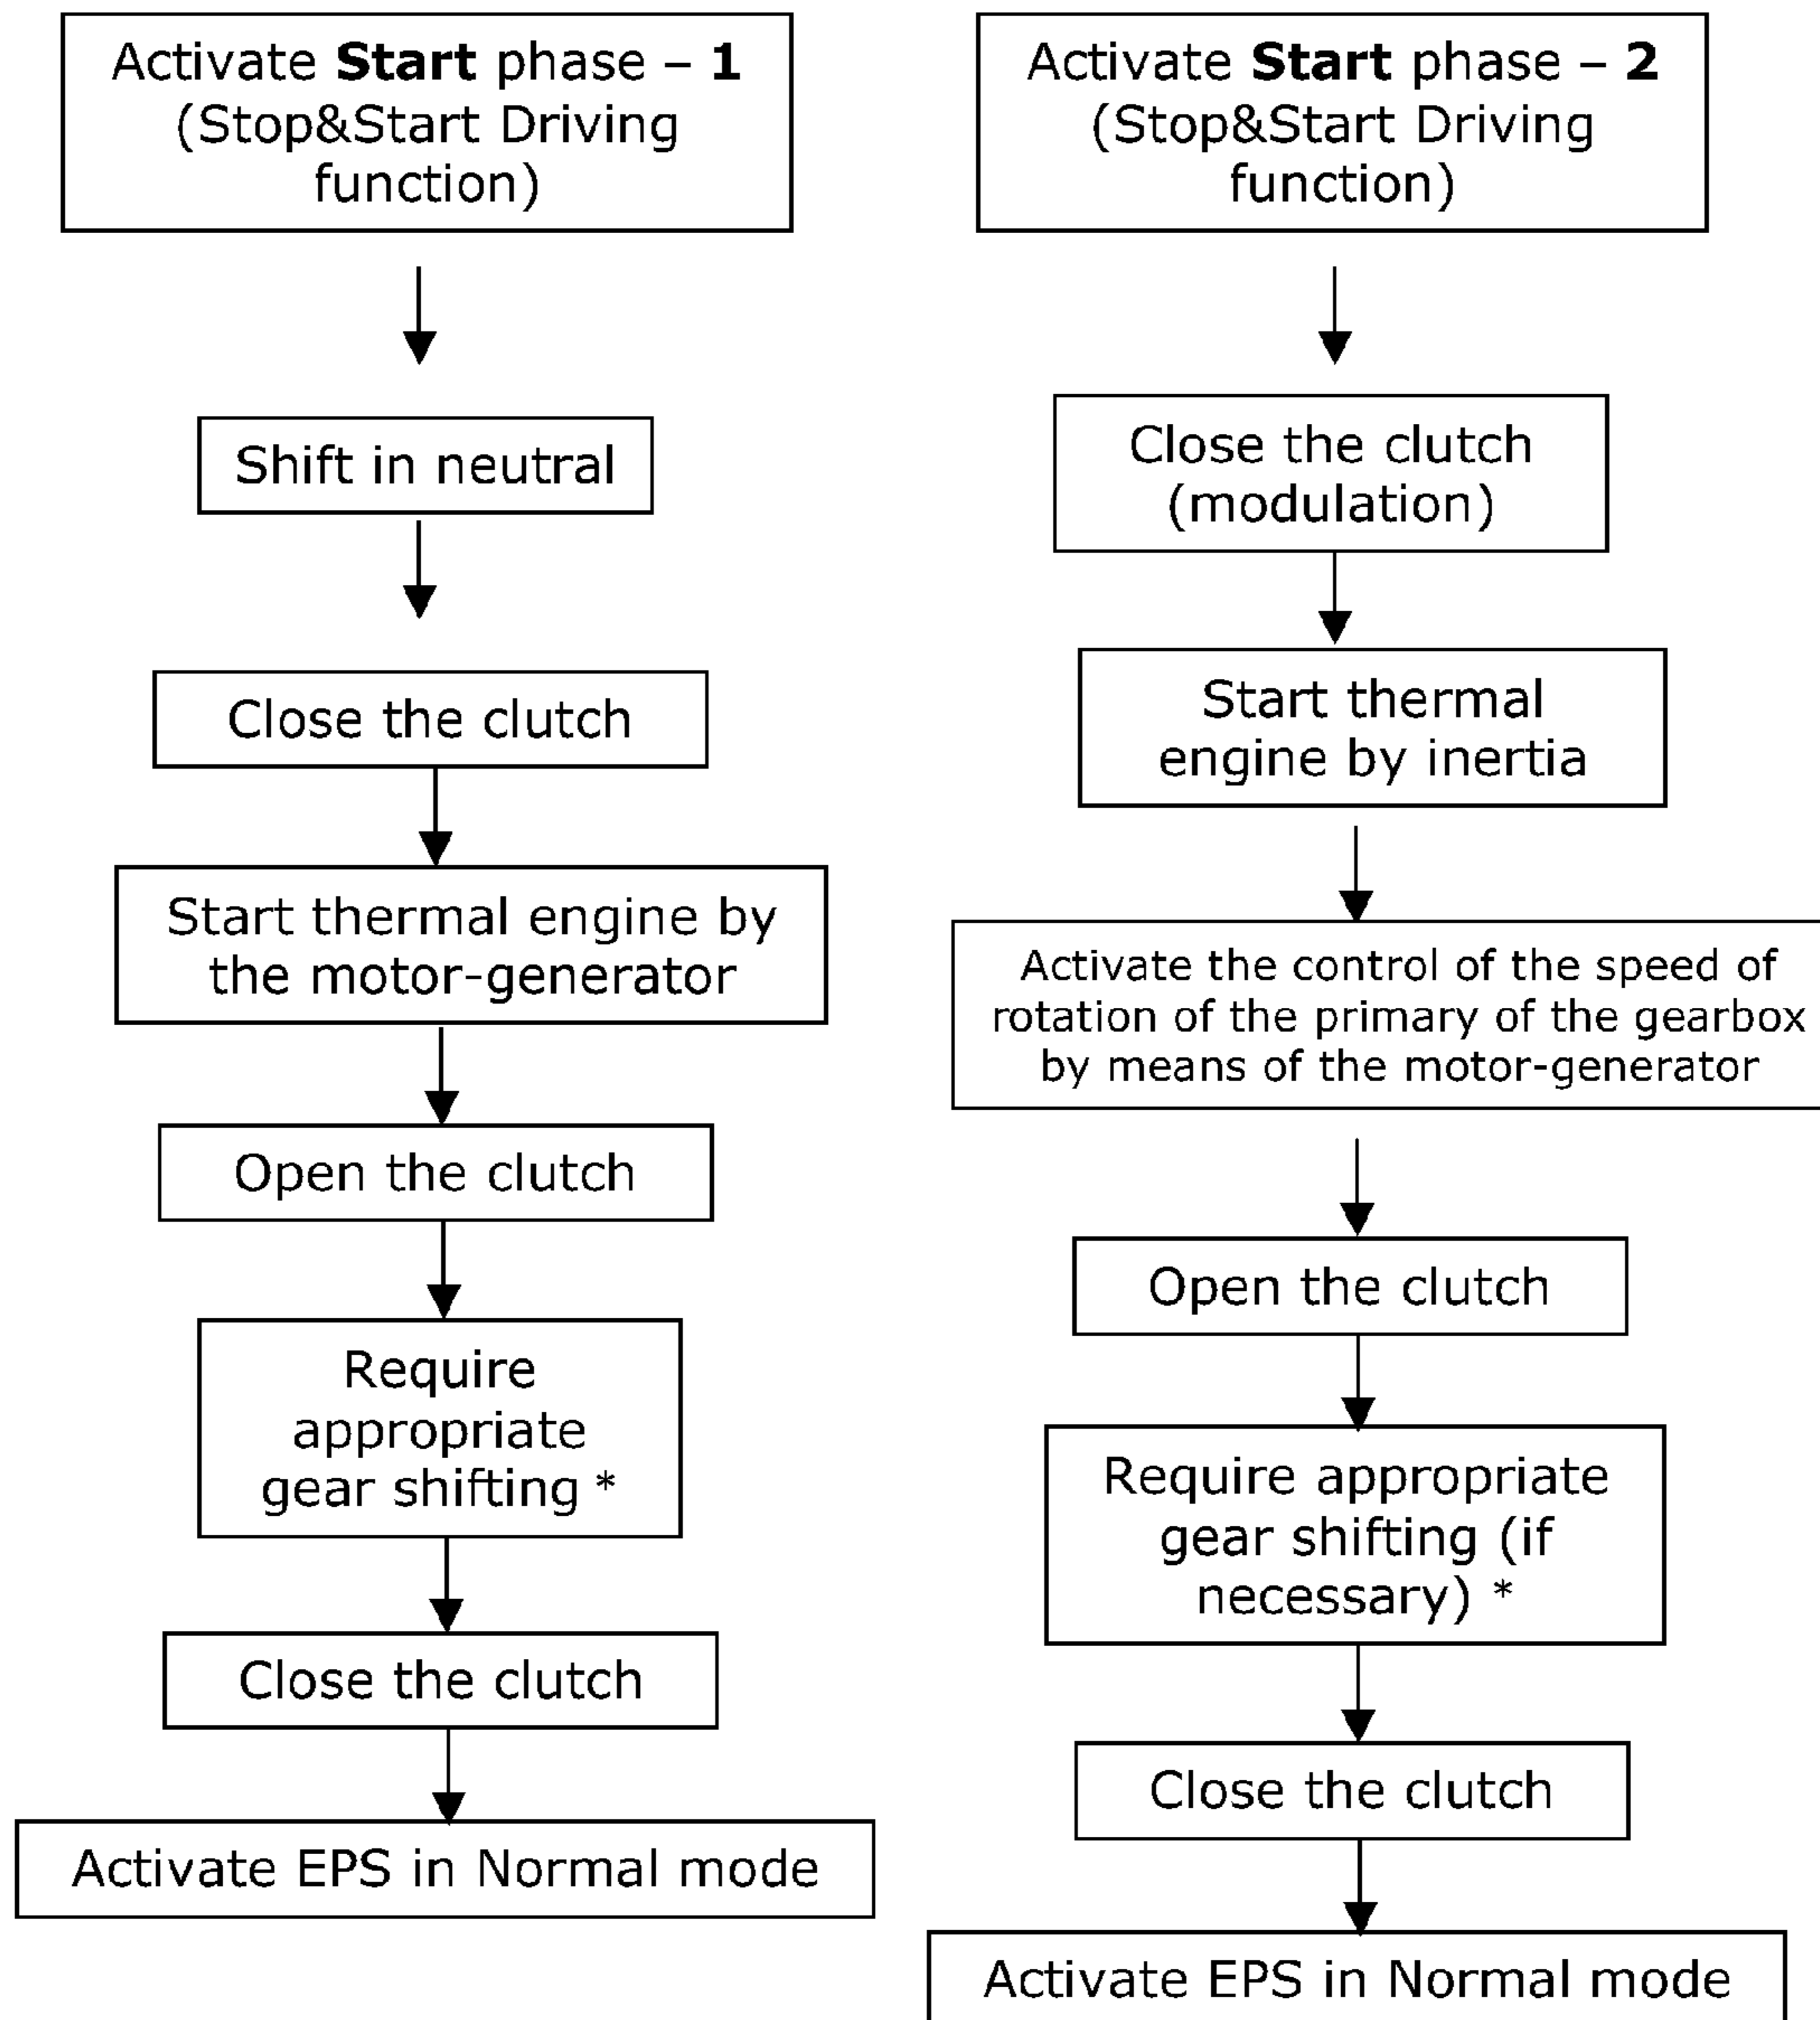 Activate Start phase – 1
(Stop&Start Driving
function)
Shift in neutral
Close the clutch
Start thermal engine by
the motor-generator
Open the clutch
Require
appropriate
gear shifting *
Close the clutch
Activate EPS in Normal mode
Activate Start phase – 2
(Stop&Start Driving
function)
Close the clutch
(modulation)
Start thermal
engine by inertia
Activate the control of the speed of
rotation of the primary of the gearbox
by means of the motor-generator
Open the clutch
Require appropriate
gear shifting (if
necessary) *
Close the clutch
Activate EPS in Normal mode